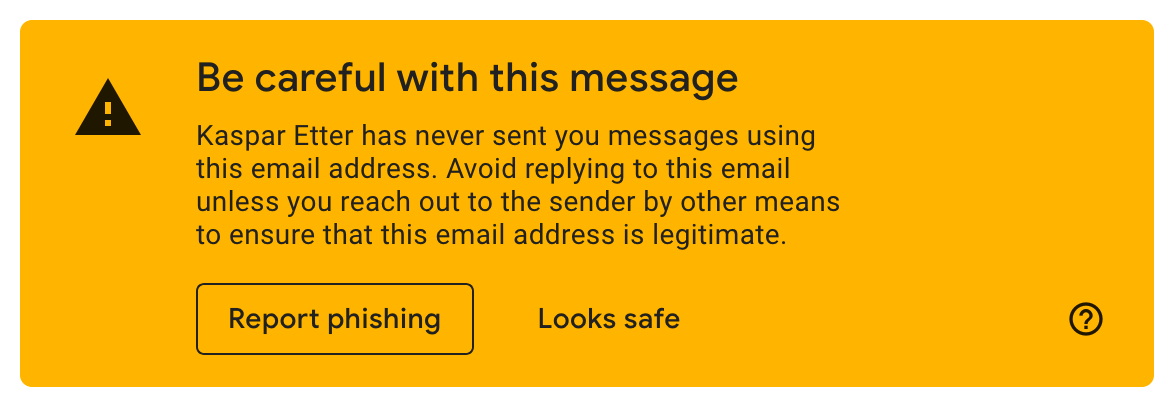 Be careful with this message
Kaspar Etter has never sent you messages using
this email address. Avoid replying to this email
unless you reach out to the sender by other means
to ensure that this email address is legitimate.
Report phishing
Looks safe